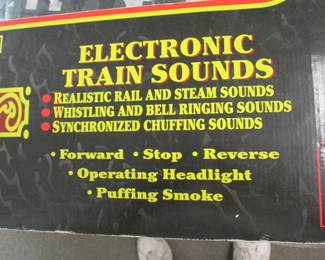 ELECTRONIC
TRAIN SOUNDS
• REALISTIC RAIL AND STEAM SOUNDS
• WHISTLING AND BELL RINGING SOUNDS
• SYNCHRONIZED CHUFFING SOUNDS
• Forward • Stop • Reverse
• Operating Headlight
• Puffing Smoke